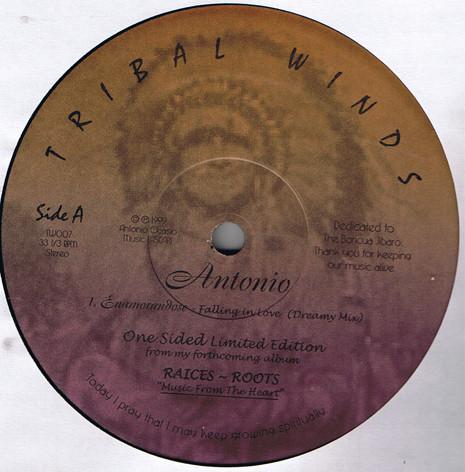 TRIBAL WINDS
Side A
TW007
33 1/3 RPM
Stereo
© ℗ 1999
Antonio Ocasio
Music (ASCAP)
Dedicated to
The Boricua Jibaro.
Thank you for keeping
our music alive
Antonio
1. Enamorandose - Falling in Love (Dreamy Mix)
One Sided Limited Edition
from my forthcoming album
RAICES ~ ROOTS
"Music From The Heart"
Today I pray that I may keep growing spiritually